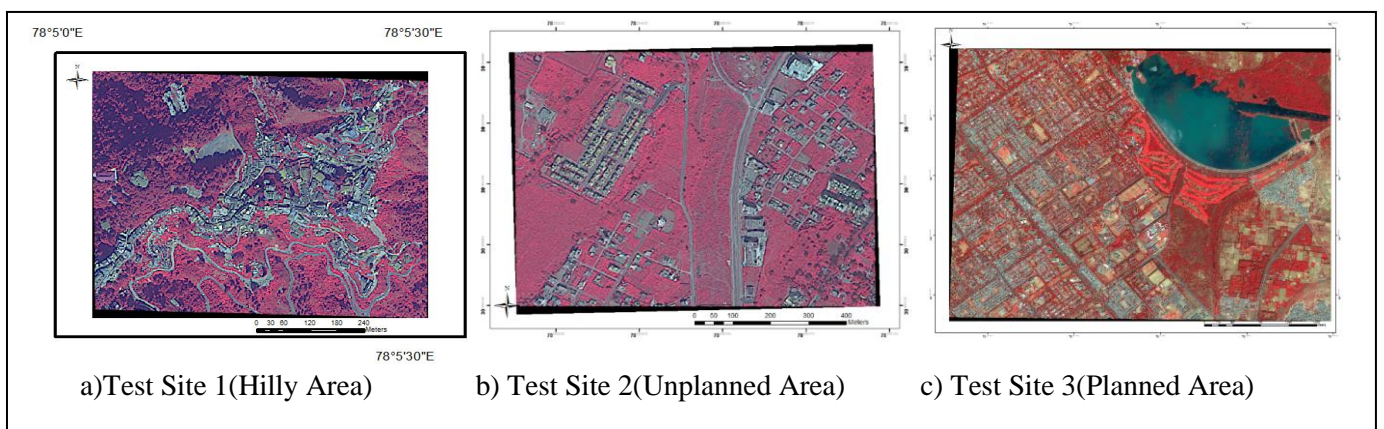 78°5'0"E
78°5'30"E
0 30 60 120 180 240
Meters
78°5'30"E
0 50 100 200 300 400
Meters
a)Test Site 1(Hilly Area)
b) Test Site 2(Unplanned Area)
c) Test Site 3(Planned Area)